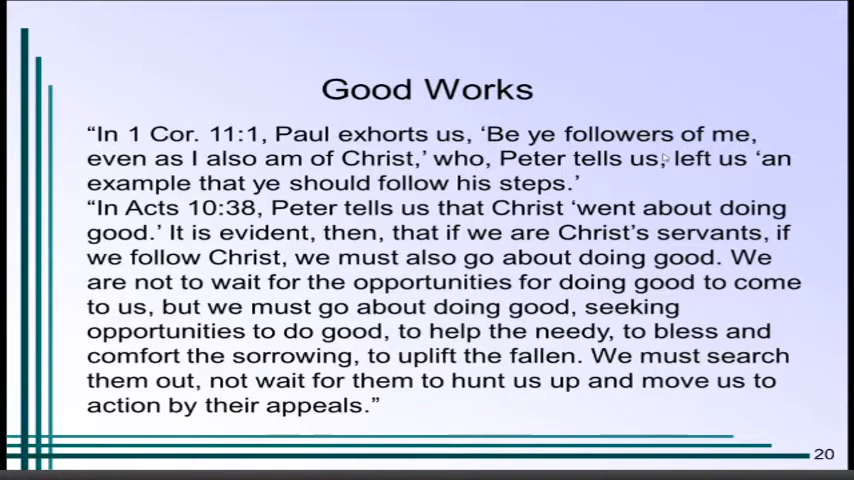 Good Works
“In 1 Cor. 11:1, Paul exhorts us, ‘Be ye followers of me,
even as I also am of Christ,’ who, Peter tells us, left us ‘an
example that ye should follow his steps.’
“In Acts 10:38, Peter tells us that Christ ‘went about doing
good.’ It is evident, then, that if we are Christ’s servants, if
we follow Christ, we must also go about doing good. We
are not to wait for the opportunities for doing good to come
to us, but we must go about doing good, seeking
opportunities to do good, to help the needy, to bless and
comfort the sorrowing, to uplift the fallen. We must search
them out, not wait for them to hunt us up and move us to
action by their appeals.”
20